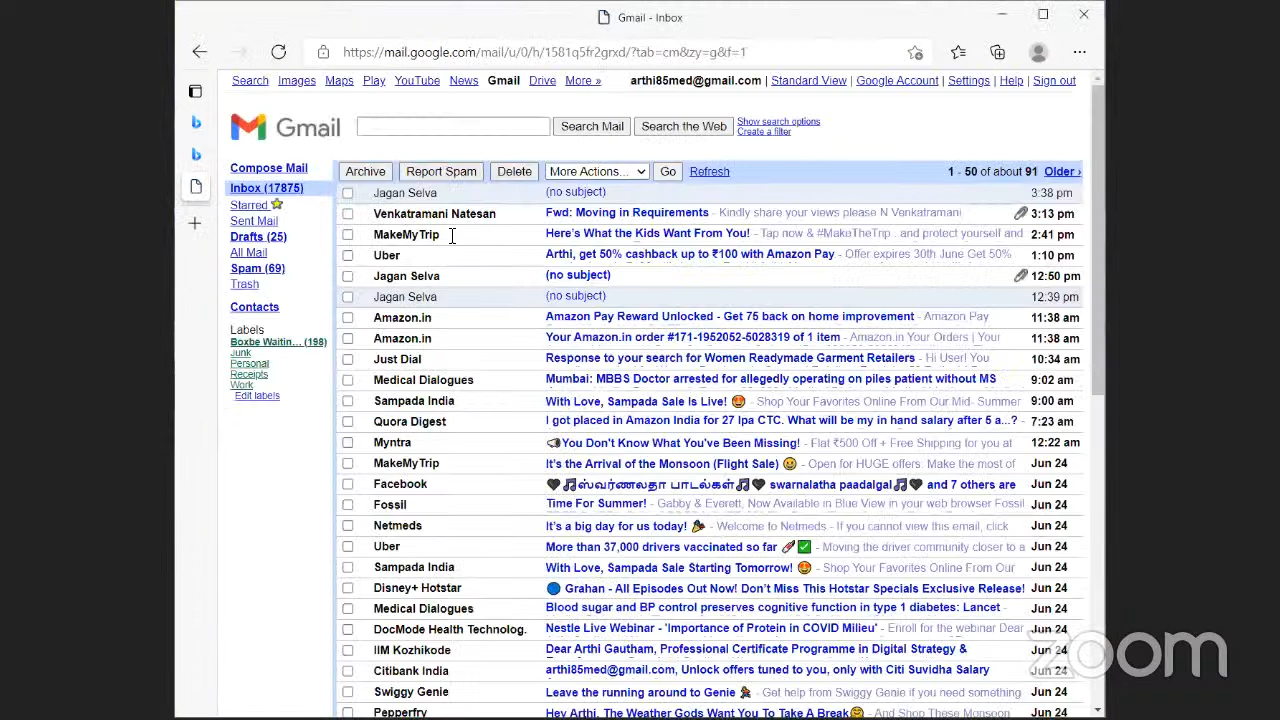 Gmail - Inbox
https://mail.google.com/mail/u/0/h/1581q5fr2grxd/?tab=cm&zy=g&f=1
Search Images Maps Play YouTube News Gmail Drive More » arthi85med@gmail.com | Standard View | Google Account | Settings | Help | Sign out
Gmail Search Mail Search the Web Show search options
Create a filter
Compose Mail
Inbox (17875)
Starred
Sent Mail
Drafts (25)
All Mail
Spam (69)
Trash
Contacts
Labels
Boxbe Waitin... (198)
Junk
Personal
Receipts
Work
Edit labels
Archive Report Spam Delete More Actions... Go Refresh 1 - 50 of about 91 Older ›
Jagan Selva (no subject) 3:38 pm
Venkatramani Natesan Fwd: Moving in Requirements - Kindly share your views please N Venkatramani 3:13 pm
MakeMyTrip Here's What the Kids Want From You! - Tap now & #MakeTheTrip . and protect yourself and 2:41 pm
Uber Arthi, get 50% cashback up to ₹100 with Amazon Pay - Offer expires 30th June Get 50% 1:10 pm
Jagan Selva (no subject) 12:50 pm
Jagan Selva (no subject) 12:39 pm
Amazon.in Amazon Pay Reward Unlocked - Get 75 back on home improvement - Amazon Pay 11:38 am
Amazon.in Your Amazon.in order #171-1952052-5028319 of 1 item - Amazon.in Your Orders | Your 11:38 am
Just Dial Response to your search for Women Readymade Garment Retailers - Hi User! You 10:34 am
Medical Dialogues Mumbai: MBBS Doctor arrested for allegedly operating on piles patient without MS 9:02 am
Sampada India With Love, Sampada Sale Is Live! 🤩 - Shop Your Favorites Online From Our Mid- Summer 9:00 am
Quora Digest I got placed in Amazon India for 27 lpa CTC. What will be my in hand salary after 5 a...? - 7:23 am
Myntra 📢You Don't Know What You've Been Missing! - Flat ₹500 Off + Free Shipping for you at 12:22 am
MakeMyTrip It's the Arrival of the Monsoon (Flight Sale) 😀 - Open for HUGE offers: Make the most of Jun 24
Facebook 🖤🎵ஸ்வர்ணலதா பாடல்கள்🎵🖤 swarnalatha paadalgal🎵🖤 and 7 others are Jun 24
Fossil Time For Summer! - Gabby & Everett, Now Available in Blue View in your web browser Fossil Jun 24
Netmeds It's a big day for us today! 🎉 - Welcome to Netmeds - If you cannot view this email, click Jun 24
Uber More than 37,000 drivers vaccinated so far 💉✅ - Moving the driver community closer to a Jun 24
Sampada India With Love, Sampada Sale Starting Tomorrow! 🤩 - Shop Your Favorites Online From Our Jun 24
Disney+ Hotstar 🔵 Grahan - All Episodes Out Now! Don't Miss This Hotstar Specials Exclusive Release! Jun 24
Medical Dialogues Blood sugar and BP control preserves cognitive function in type 1 diabetes: Lancet - Jun 24
DocMode Health Technolog. Nestle Live Webinar - 'Importance of Protein in COVID Milieu' - Enroll for the webinar Dear Jun 24
IIM Kozhikode Dear Arthi Gautham, Professional Certificate Programme in Digital Strategy & Jun 24
Citibank India arthi85med@gmail.com, Unlock offers tuned to you, only with Citi Suvidha Salary Jun 24
Swiggy Genie Leave the running around to Genie - Get help from Swiggy Genie if you need something Jun 24
Pepperfry Hey Arthi, The Weather Gods Want You To Take A Break🤗 - And Shop These Monsoon Jun 24
zoom